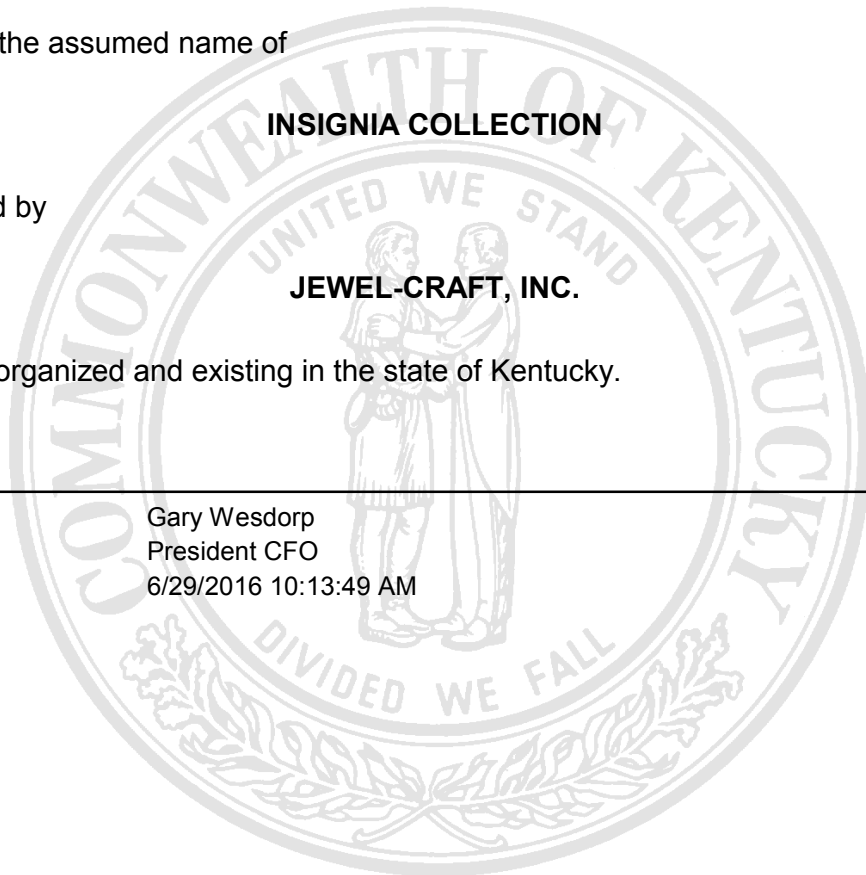 the assumed name of
INSIGNIA COLLECTION
d by
JEWEL-CRAFT, INC.
organized and existing in the state of Kentucky.
Gary Wesdorp
President CFO
6/29/2016 10:13:49 AM
COMMONWEALTH OF KENTUCKY
UNITED WE STAND
DIVIDED WE FALL